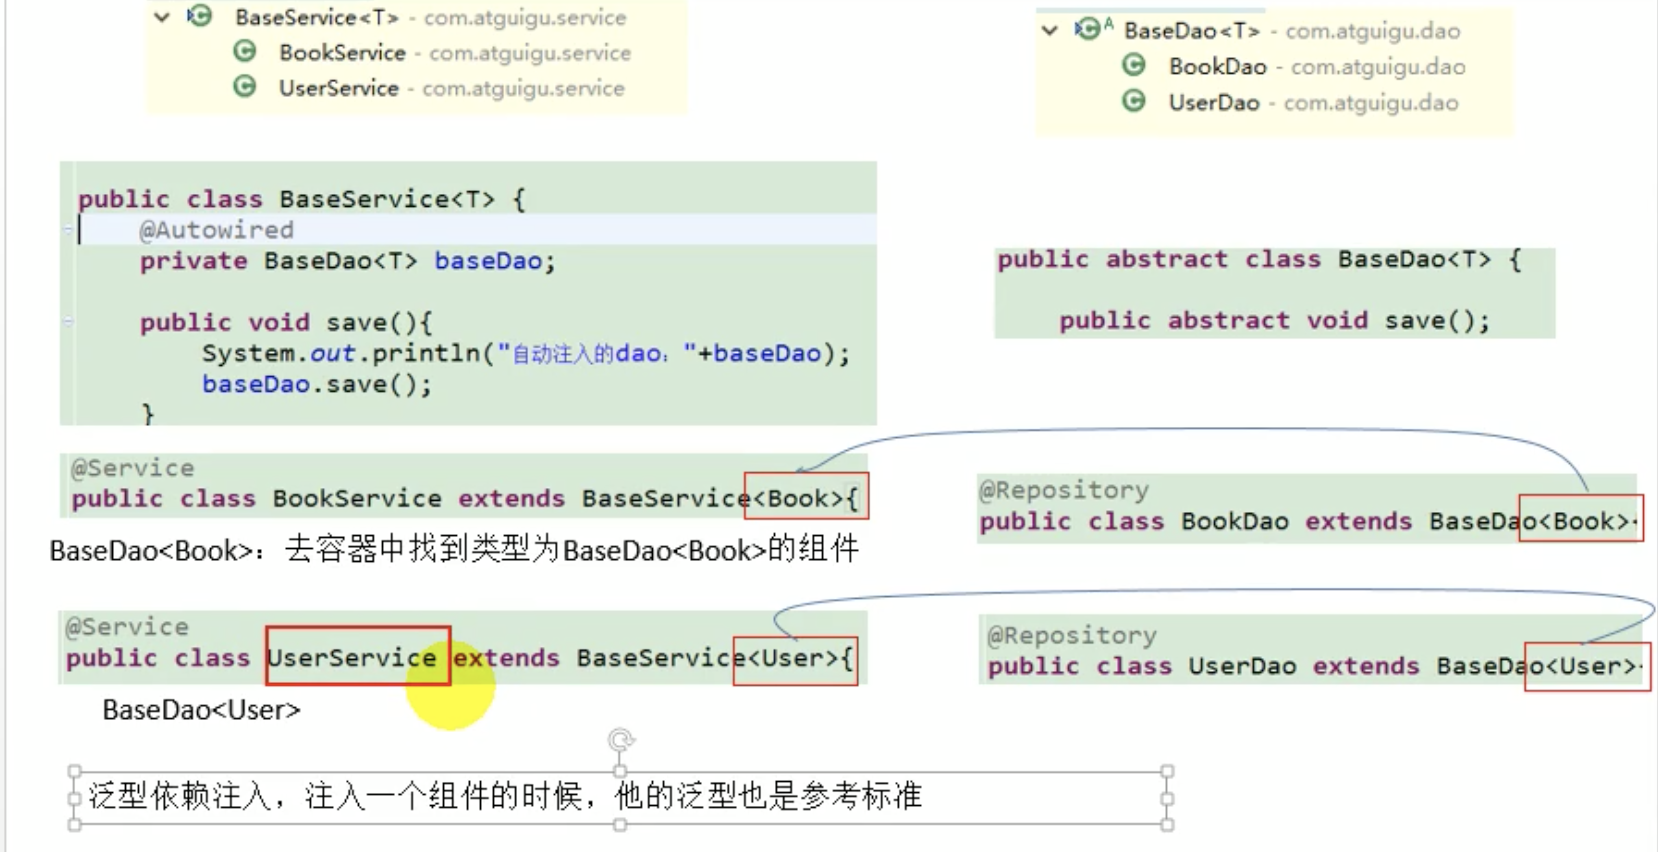 BaseService<T> - com.atguigu.service
BookService - com.atguigu.service
UserService - com.atguigu.service
BaseDao<T> - com.atguigu.dao
BookDao - com.atguigu.dao
UserDao - com.atguigu.dao
public class BaseService<T> {
@Autowired
private BaseDao<T> baseDao;
public void save(){
System.out.println("自动注入的dao："+baseDao);
baseDao.save();
}
public abstract class BaseDao<T> {
public abstract void save();
@Service
public class BookService extends BaseService<Book>{
@Repository
public class BookDao extends BaseDao<Book>{
BaseDao<Book>：去容器中找到类型为BaseDao<Book>的组件
@Service
public class UserService extends BaseService<User>{
@Repository
public class UserDao extends BaseDao<User>{
BaseDao<User>
泛型依赖注入，注入一个组件的时候，他的泛型也是参考标准